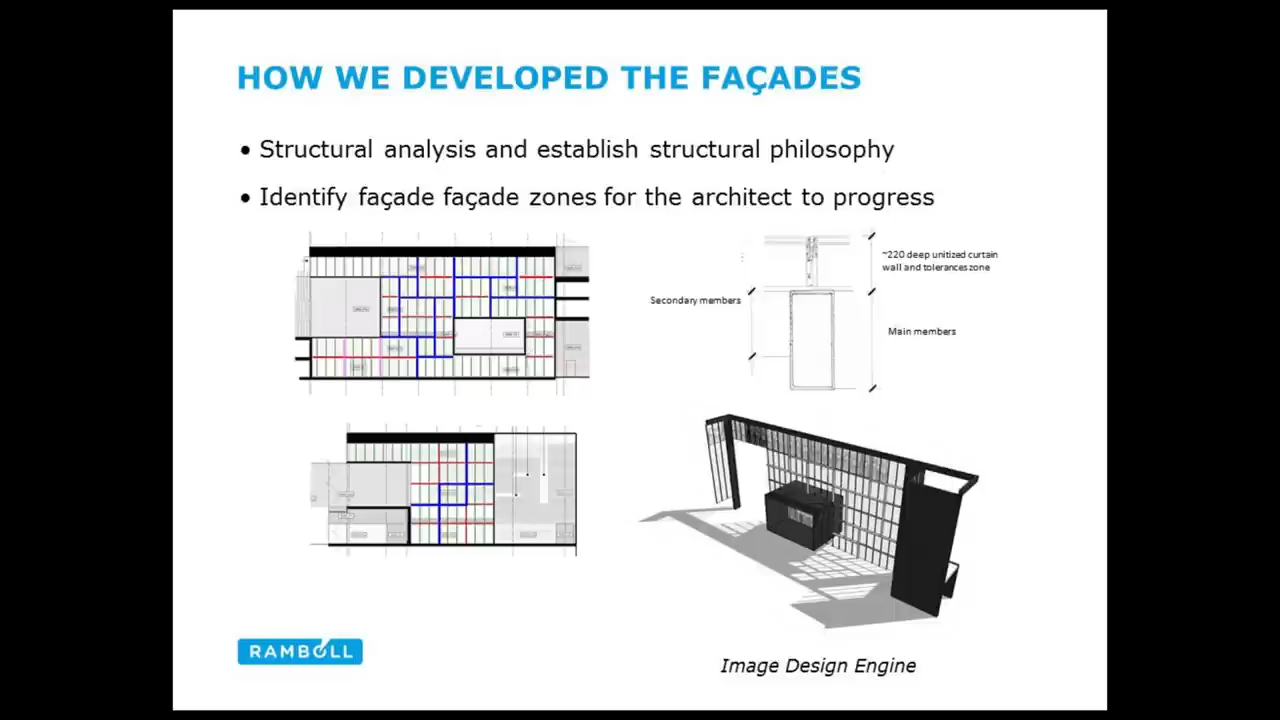 HOW WE DEVELOPED THE FAÇADES
• Structural analysis and establish structural philosophy
• Identify façade façade zones for the architect to progress
~220 deep unitized curtain
wall and tolerances zone
Secondary members
Main members
RAMBOLL
Image Design Engine